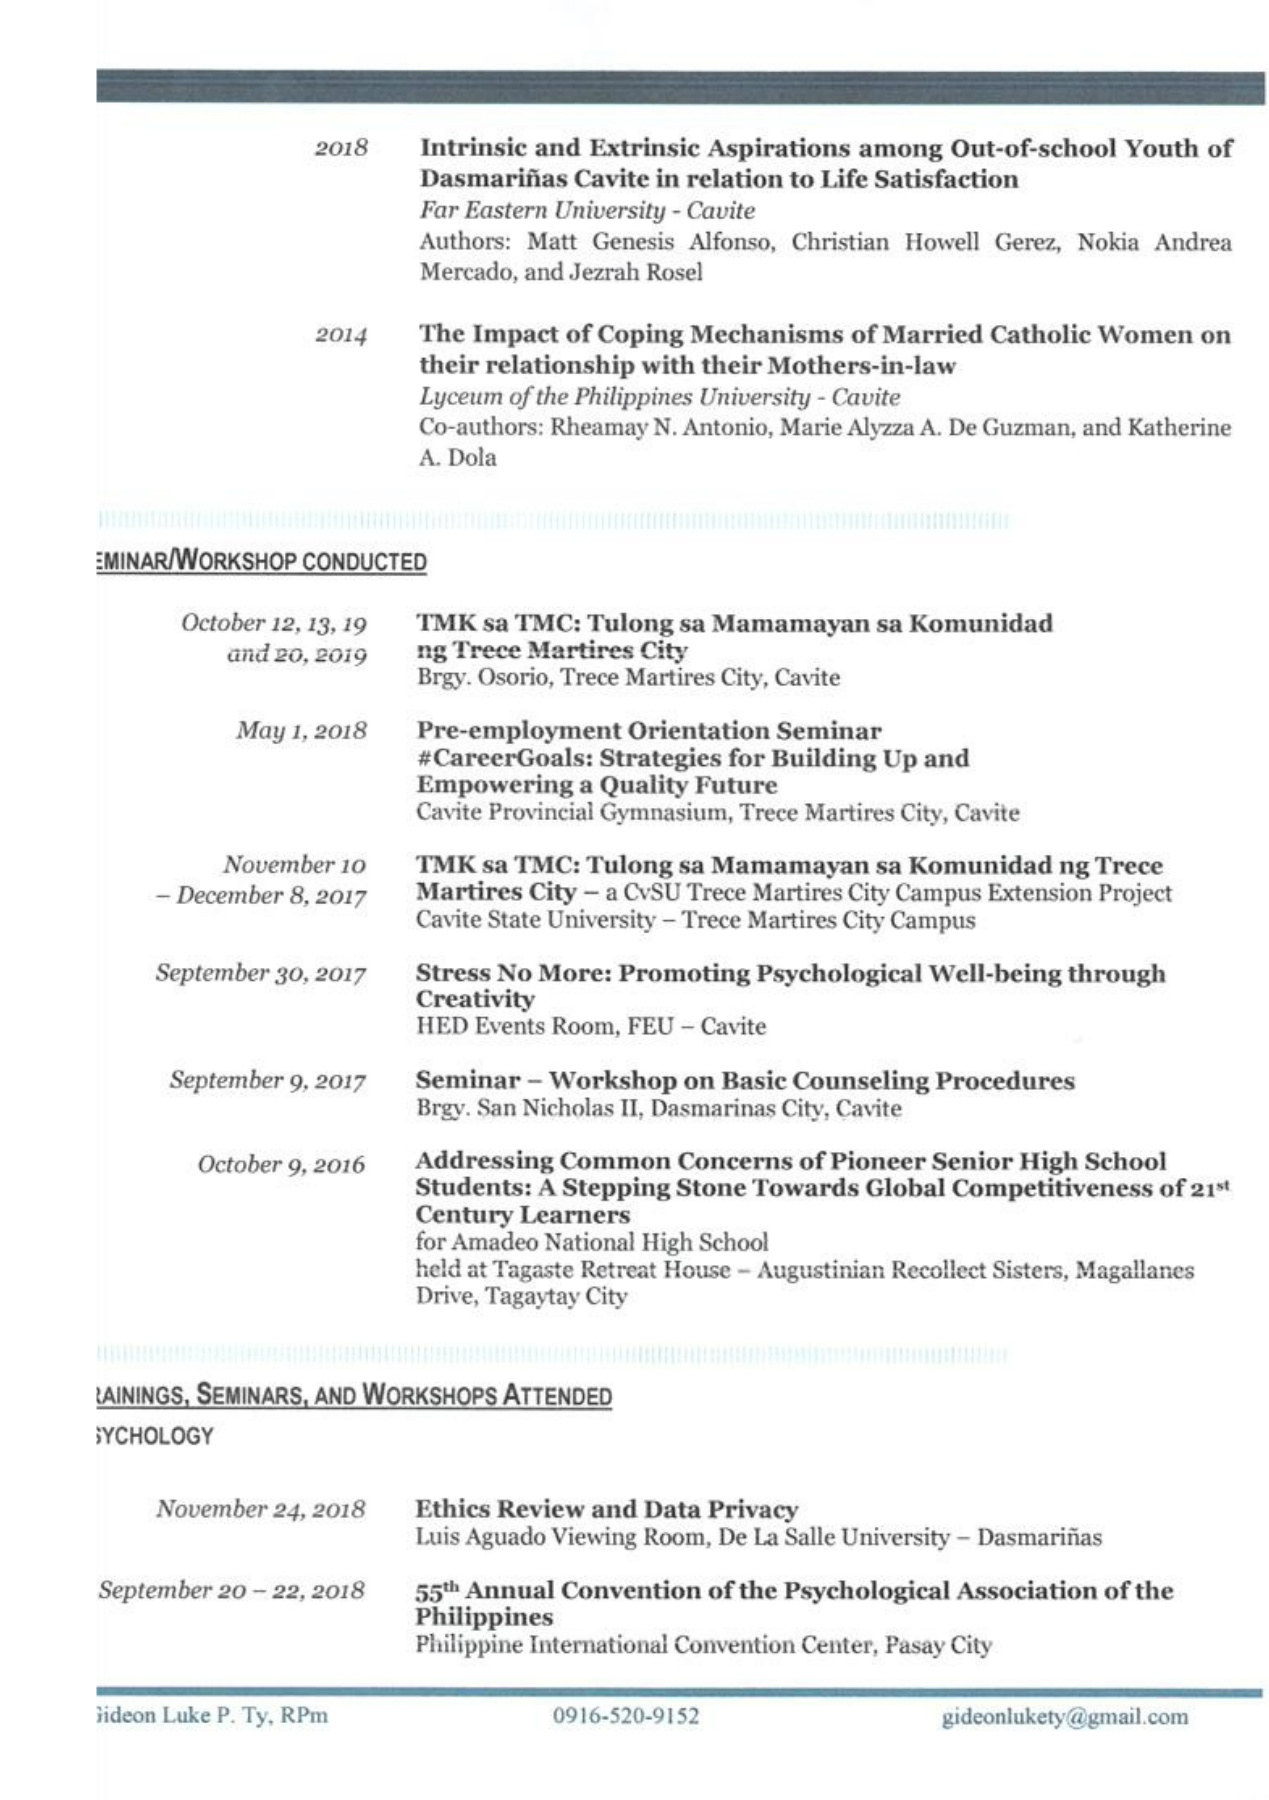 2018
Intrinsic and Extrinsic Aspirations among Out-of-school Youth of
Dasmariñas Cavite in relation to Life Satisfaction
Far Eastern University - Cavite
Authors: Matt Genesis Alfonso, Christian Howell Gerez, Nokia Andrea
Mercado, and Jezrah Rosel
2014
The Impact of Coping Mechanisms of Married Catholic Women on
their relationship with their Mothers-in-law
Lyceum of the Philippines University - Cavite
Co-authors: Rheamay N. Antonio, Marie Alyzza A. De Guzman, and Katherine
A. Dola
EMINAR/WORKSHOP CONDUCTED
October 12, 13, 19
and 20, 2019
TMK sa TMC: Tulong sa Mamamayan sa Komunidad
ng Trece Martires City
Brgy. Osorio, Trece Martires City, Cavite
May 1, 2018
Pre-employment Orientation Seminar
#CareerGoals: Strategies for Building Up and
Empowering a Quality Future
Cavite Provincial Gymnasium, Trece Martires City, Cavite
November 10
– December 8, 2017
TMK sa TMC: Tulong sa Mamamayan sa Komunidad ng Trece
Martires City – a CvSU Trece Martires City Campus Extension Project
Cavite State University – Trece Martires City Campus
September 30, 2017
Stress No More: Promoting Psychological Well-being through
Creativity
HED Events Room, FEU – Cavite
September 9, 2017
Seminar – Workshop on Basic Counseling Procedures
Brgy. San Nicholas II, Dasmarinas City, Cavite
October 9, 2016
Addressing Common Concerns of Pioneer Senior High School
Students: A Stepping Stone Towards Global Competitiveness of 21st
Century Learners
for Amadeo National High School
held at Tagaste Retreat House – Augustinian Recollect Sisters, Magallanes
Drive, Tagaytay City
RAININGS, SEMINARS, AND WORKSHOPS ATTENDED
SYCHOLOGY
November 24, 2018
Ethics Review and Data Privacy
Luis Aguado Viewing Room, De La Salle University – Dasmariñas
September 20 – 22, 2018
55th Annual Convention of the Psychological Association of the
Philippines
Philippine International Convention Center, Pasay City
Gideon Luke P. Ty, RPm
0916-520-9152
gideonlukety@gmail.com